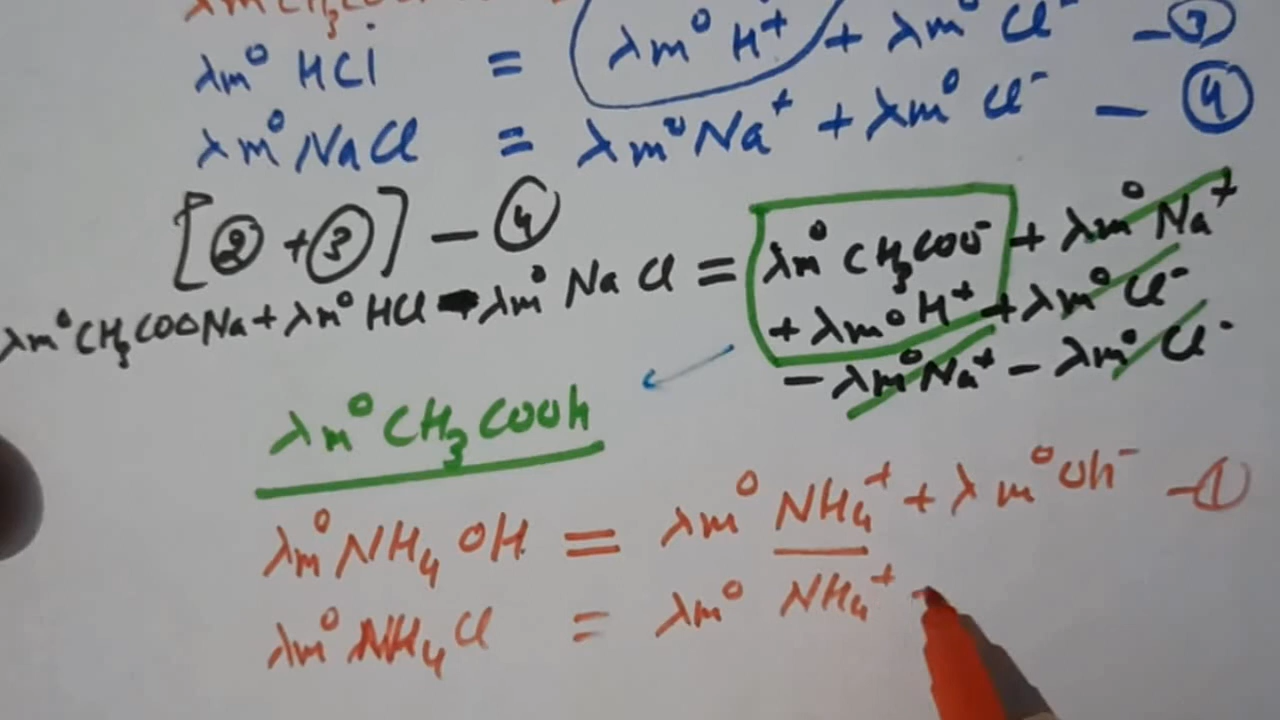 λm° HCl = λm° H⁺ + λm° Cl⁻ – ③
λm° NaCl = λm° Na⁺ + λm° Cl⁻ – ④
[② + ③] – ④
λm° CH₃COONa + λm° HCl – λm° NaCl = λm° CH₃COO⁻ + λm° Na⁺
+ λm° H⁺ + λm° Cl⁻
– λm° Na⁺ – λm° Cl⁻
λm° CH₃COOh
λm° NH₄OH = λm° NH₄⁺ + λm° Oh⁻ – ①
λm° NH₄Cl = λm° NH₄⁺